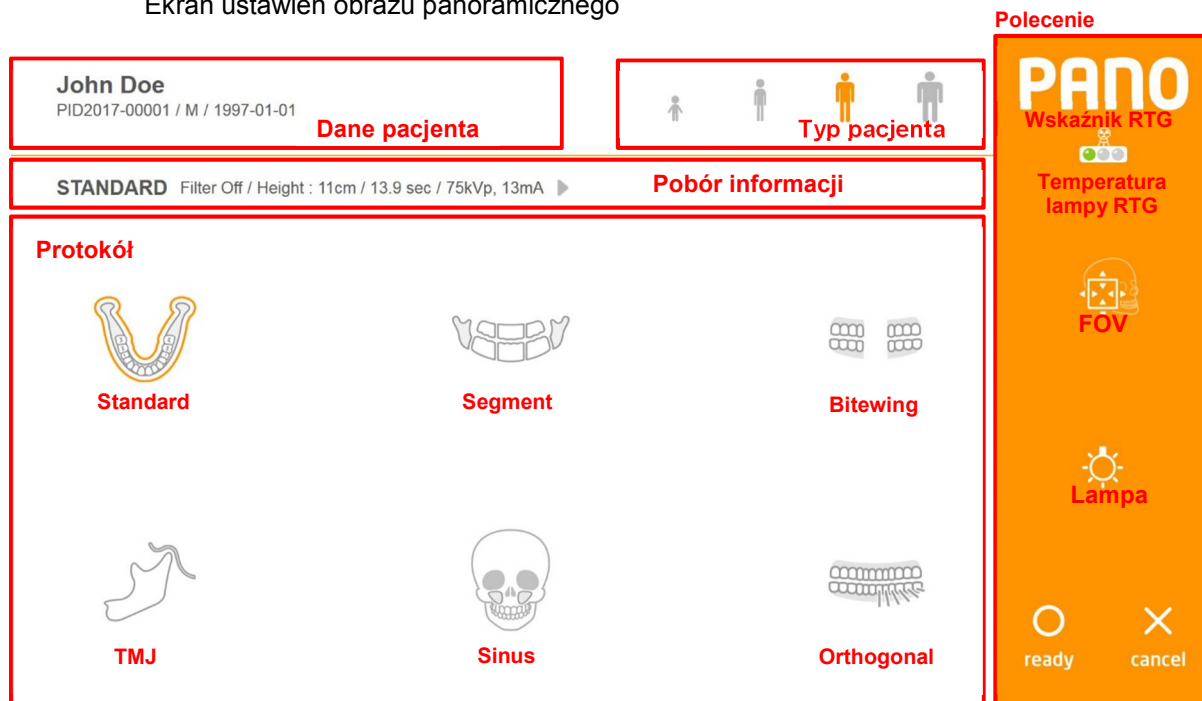 Ekran ustawień obrazu panoramicznego
Polecenie
John Doe
PID2017-00001 / M / 1997-01-01
Dane pacjenta
Typ pacjenta
PANO
Wskaźnik RTG
STANDARD Filter Off / Height : 11cm / 13.9 sec / 75kVp, 13mA
Pobór informacji
Temperatura
lampy RTG
Protokół
FOV
Standard
Segment
Bitewing
Lampa
TMJ
Sinus
Orthogonal
ready
cancel